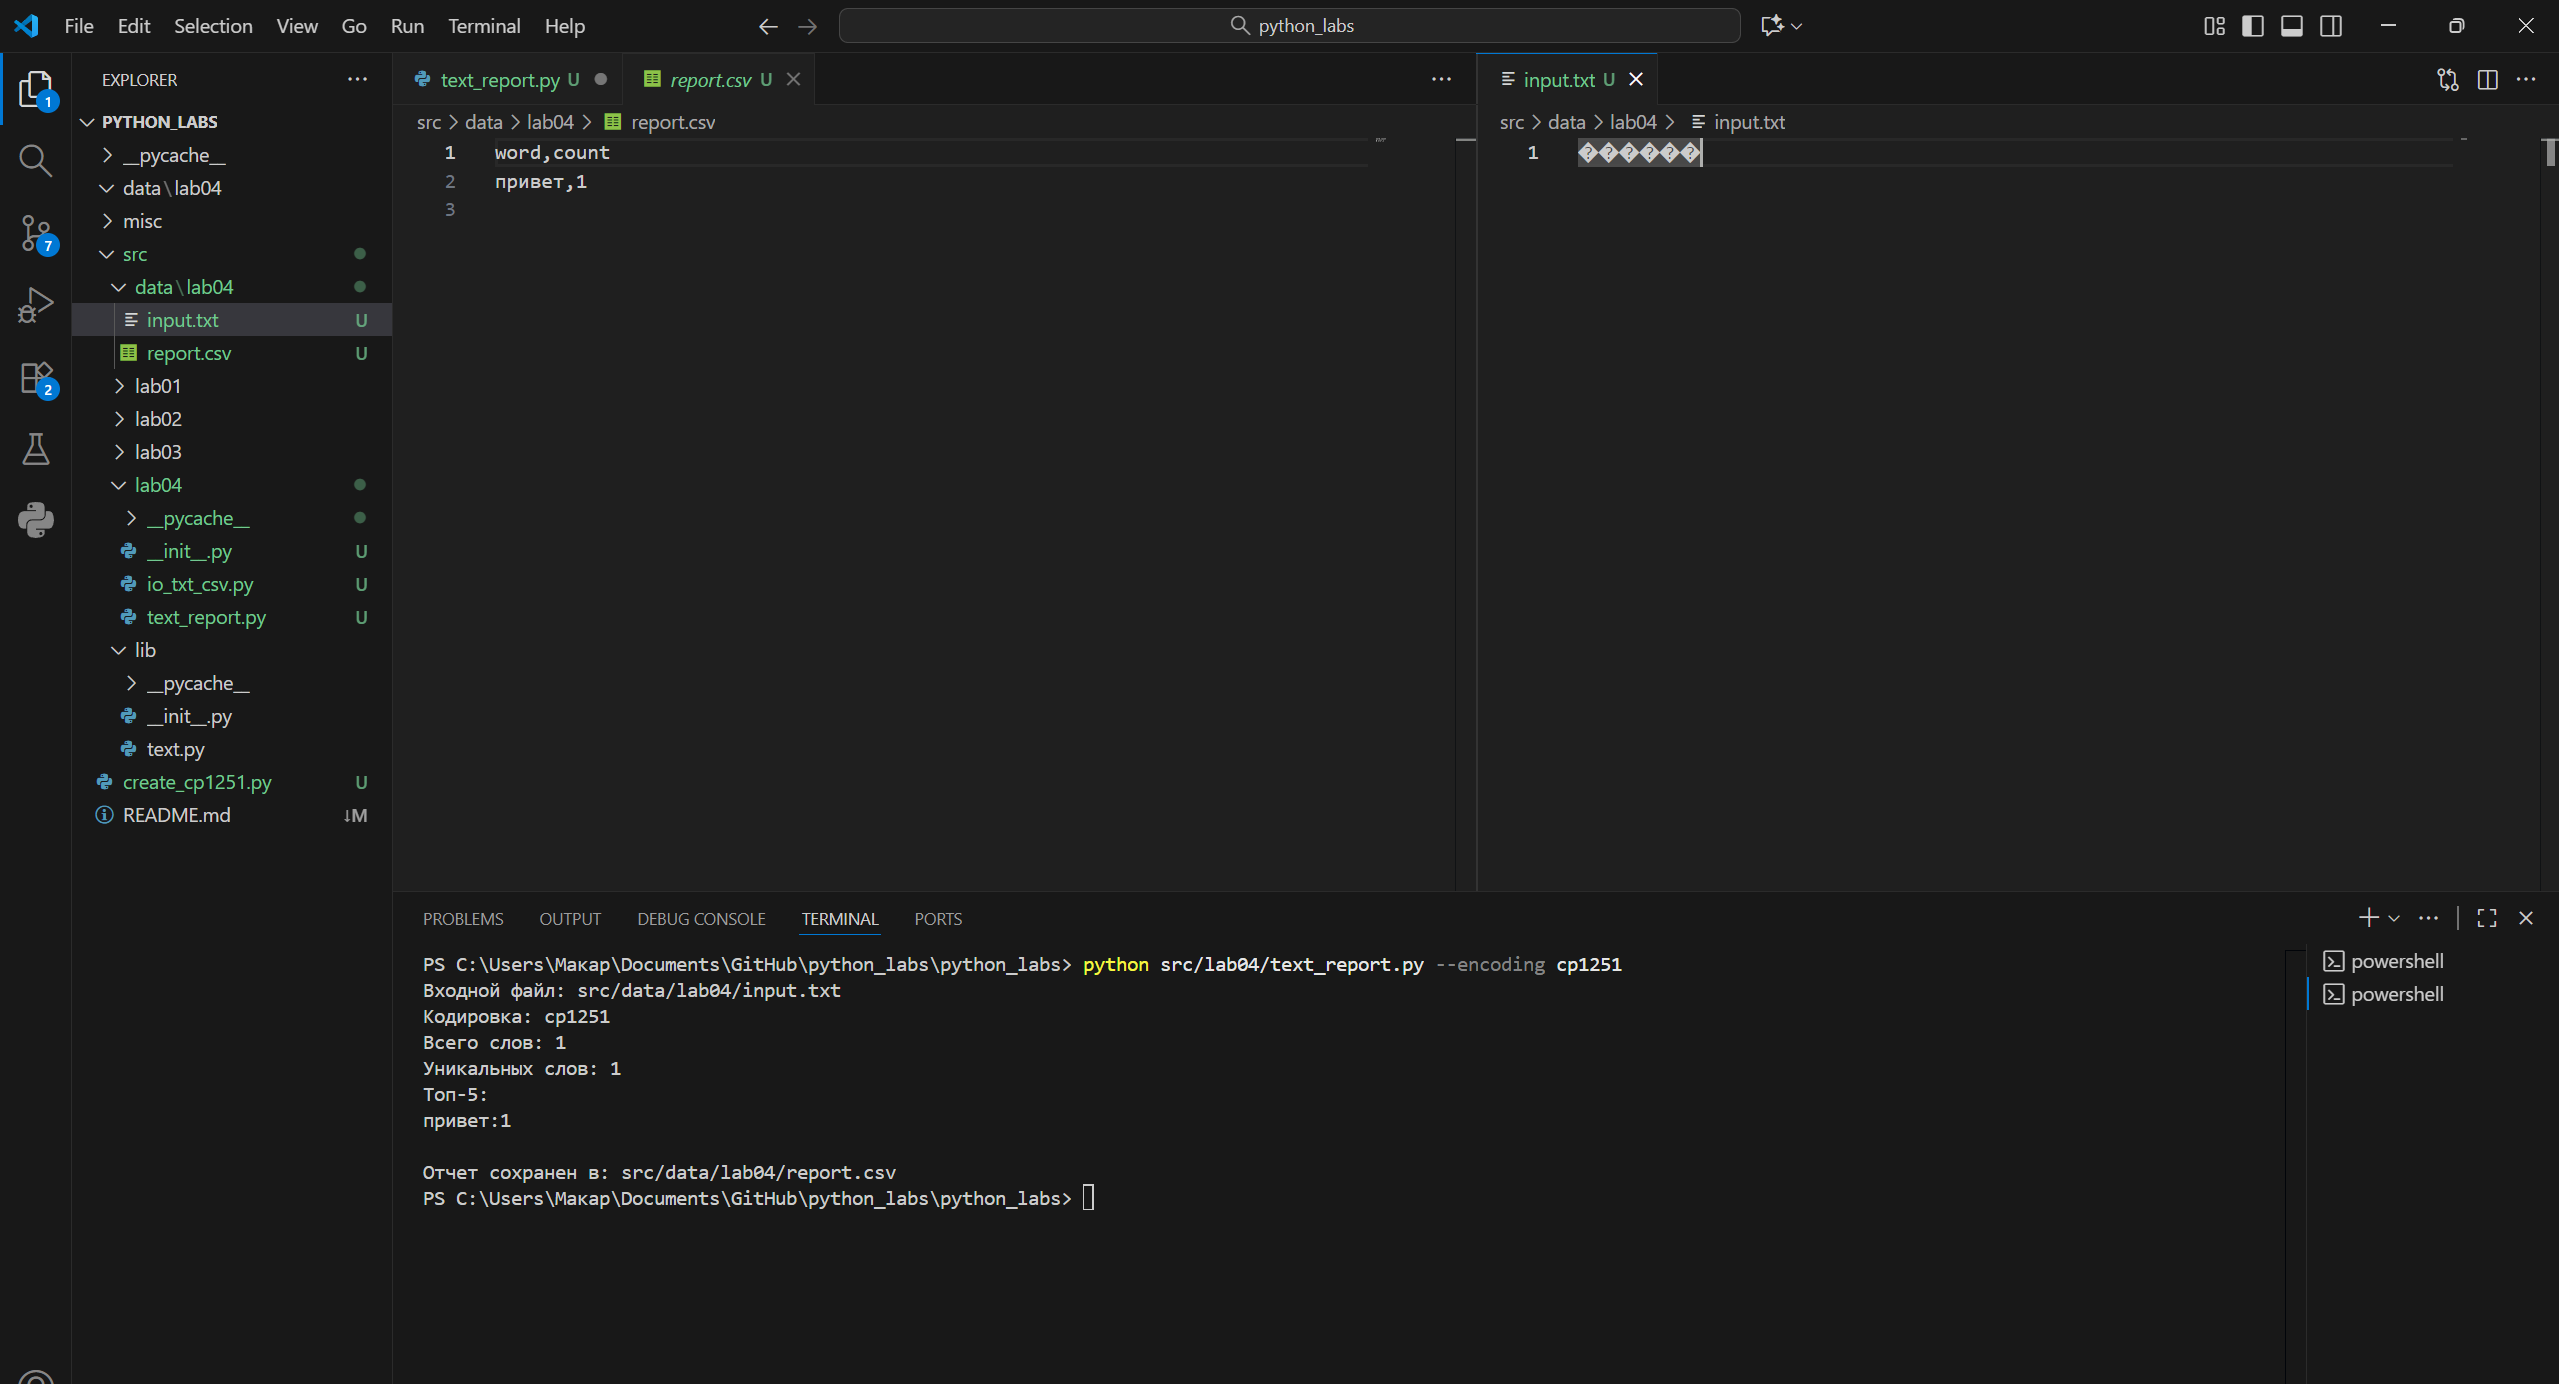 File Edit Selection View Go Run Terminal Help
python_labs
EXPLORER
PYTHON_LABS
__pycache__
data\lab04
misc
src
data\lab04
input.txt U
report.csv U
lab01
lab02
lab03
lab04
__pycache__
__init__.py U
io_txt_csv.py U
text_report.py U
lib
__pycache__
__init__.py
text.py
create_cp1251.py U
README.md ↓M
1
7
2
text_report.py U
report.csv U
src > data > lab04 > report.csv
1 word,count
2 привет,1
3
input.txt U
src > data > lab04 > input.txt
1 ������
PROBLEMS OUTPUT DEBUG CONSOLE TERMINAL PORTS
PS C:\Users\Макар\Documents\GitHub\python_labs\python_labs> python src/lab04/text_report.py --encoding cp1251
Входной файл: src/data/lab04/input.txt
Кодировка: cp1251
Всего слов: 1
Уникальных слов: 1
Топ-5:
привет:1
Отчет сохранен в: src/data/lab04/report.csv
PS C:\Users\Макар\Documents\GitHub\python_labs\python_labs>
powershell
powershell